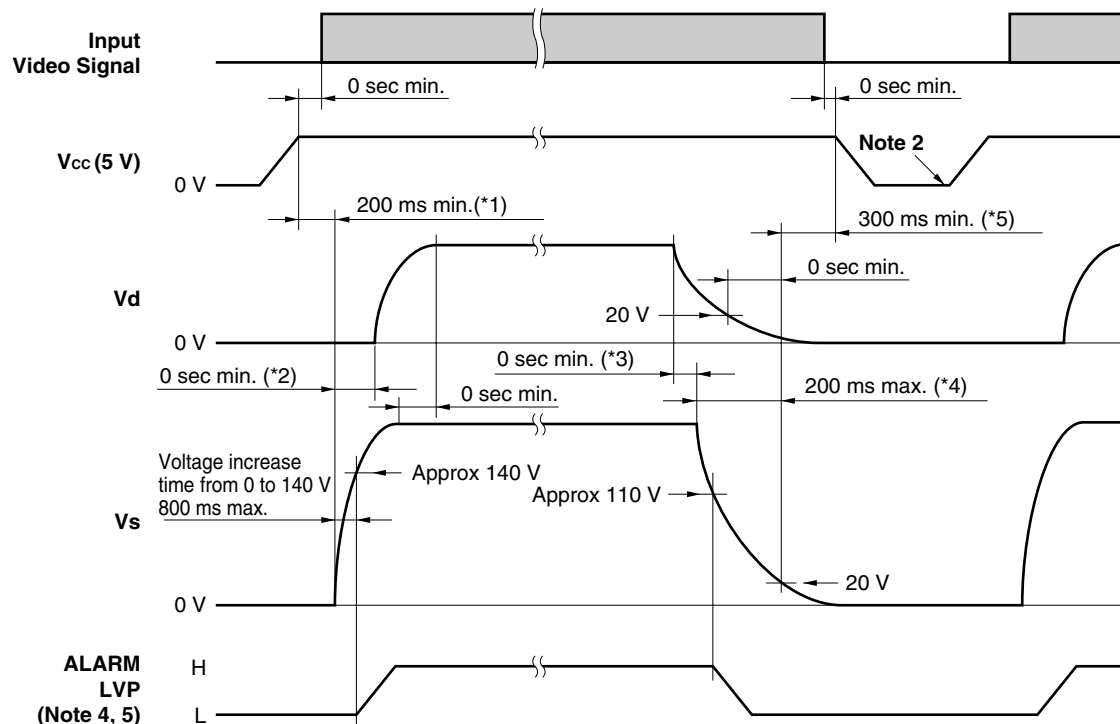 Input
Video Signal
0 sec min.
0 sec min.
Vcc (5 V)
Note 2
0 V
200 ms min.(*1)
300 ms min. (*5)
0 sec min.
Vd
20 V
0 V
0 sec min. (*3)
0 sec min. (*2)
200 ms max. (*4)
0 sec min.
Voltage increase
time from 0 to 140 V
800 ms max.
Approx 140 V
Approx 110 V
Vs
20 V
0 V
ALARM
LVP
(Note 4, 5)
H
L